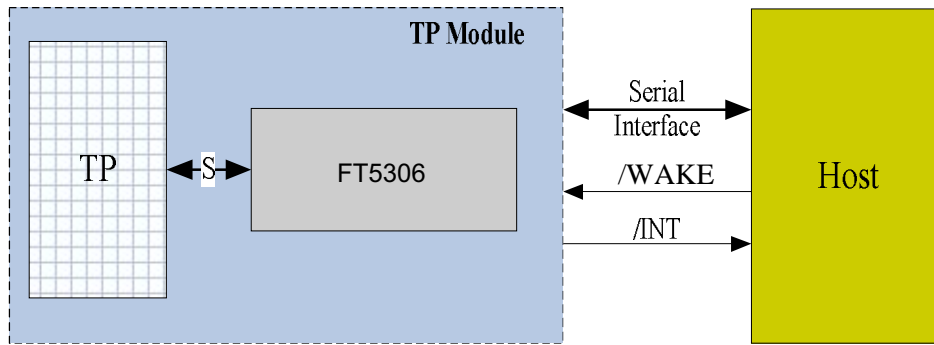 TP Module
TP
S
FT5306
Serial
Interface
/WAKE
/INT
Host